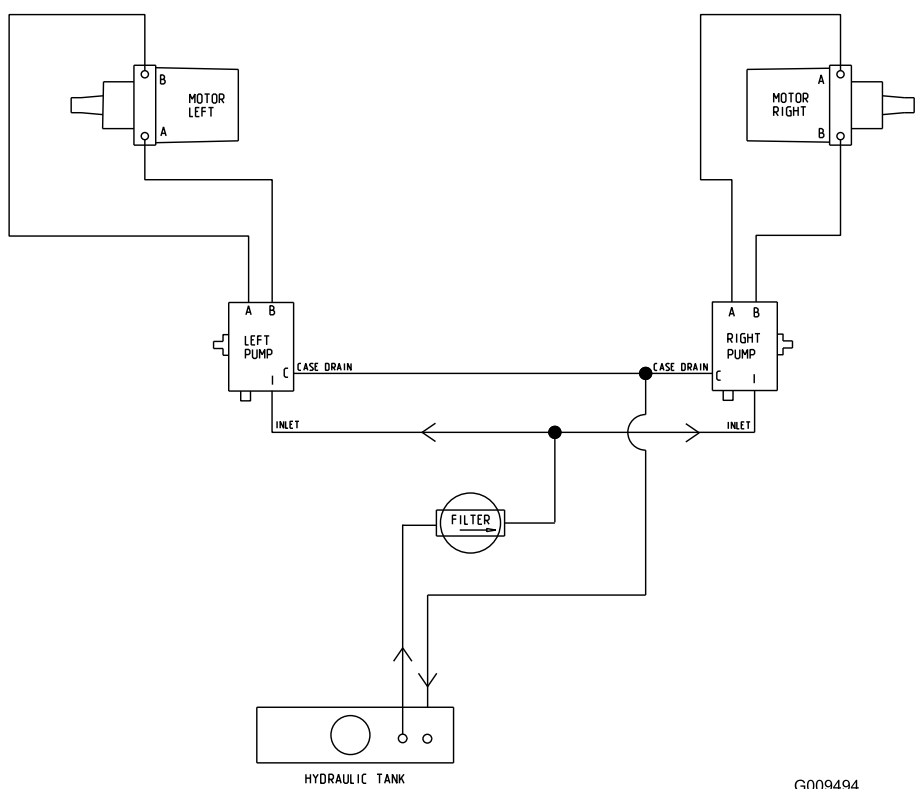 B
MOTOR
LEFT
A
A
MOTOR
RIGHT
B
A B
LEFT
PUMP
C
I
CASE DRAIN
INLET
A B
RIGHT
PUMP
CASE DRAIN
C
I
INLET
FILTER
HYDRAULIC TANK
G009494